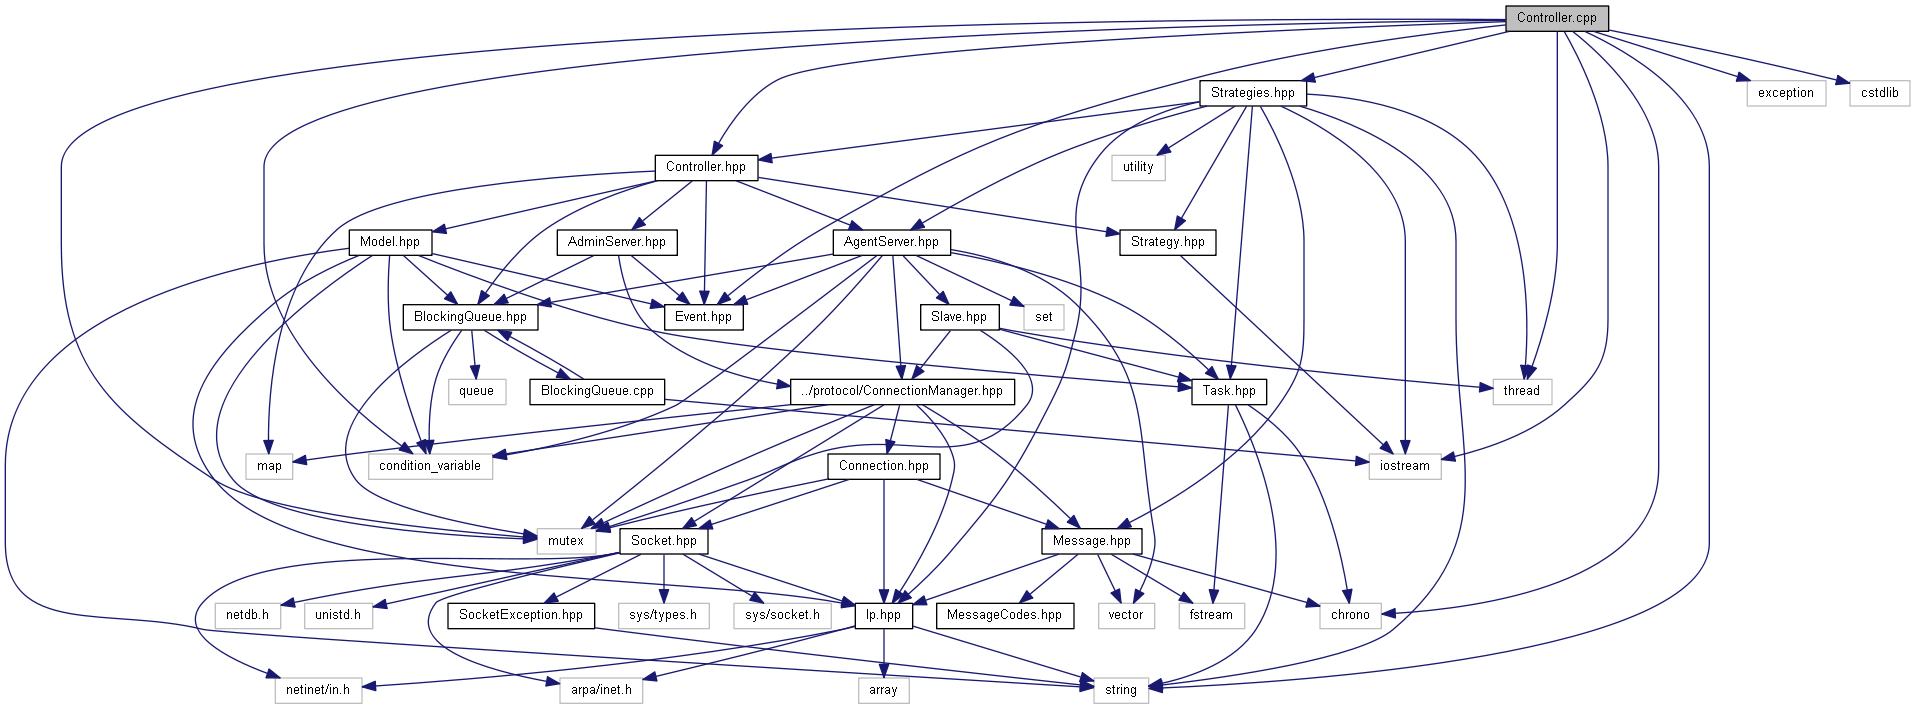 Controller.cpp
Strategies.hpp
exception
cstdlib
Controller.hpp
utility
Model.hpp
AdminServer.hpp
AgentServer.hpp
Strategy.hpp
BlockingQueue.hpp
Event.hpp
Slave.hpp
set
queue
BlockingQueue.cpp
../protocol/ConnectionManager.hpp
Task.hpp
thread
map
condition_variable
Connection.hpp
iostream
mutex
Socket.hpp
Message.hpp
netdb.h
unistd.h
SocketException.hpp
sys/types.h
sys/socket.h
Ip.hpp
MessageCodes.hpp
vector
fstream
chrono
netinet/in.h
arpa/inet.h
array
string